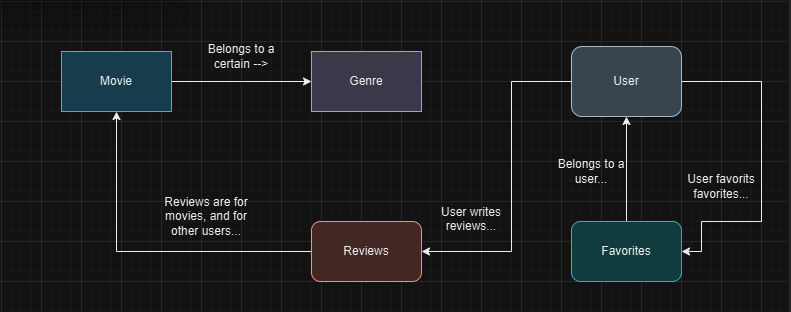 Belongs to a
certain -->
Movie
Genre
User
Belongs to a
user...
User favorits
favorites...
Reviews are for
movies, and for
other users...
User writes
reviews...
Reviews
Favorites